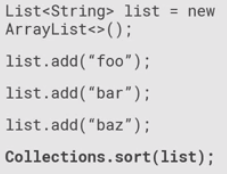 List<String> list = new
ArrayList<>();
list.add(“foo”);
list.add(“bar”);
list.add(“baz”);
Collections.sort(list);